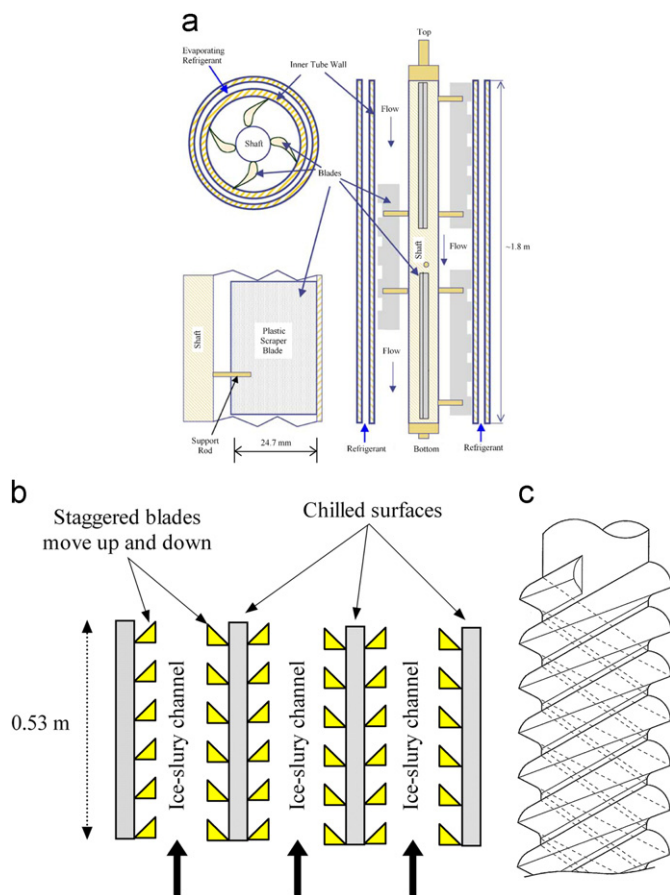 a
Top
Evaporating
Refrigerant
Inner Tube Wall
Flow
Shaft
Blades
Shaft
Flow
~1.8 m
Shaft
Plastic
Scraper
Blade
Flow
Support
Rod
24.7 mm
Refrigerant
Bottom
Refrigerant
b
Staggered blades
move up and down
Chilled surfaces
c
0.53 m
Ice-slury channel
Ice-slury channel
Ice-slury channel